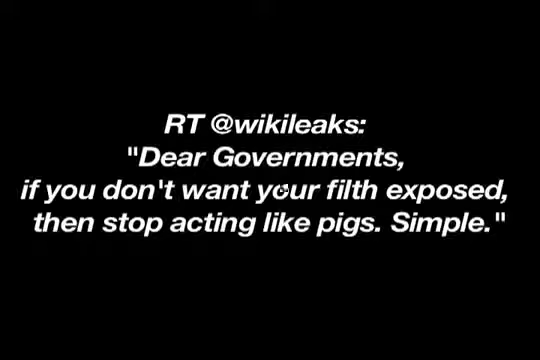 RT @wikileaks:
"Dear Governments,
if you don't want your filth exposed,
then stop acting like pigs. Simple."